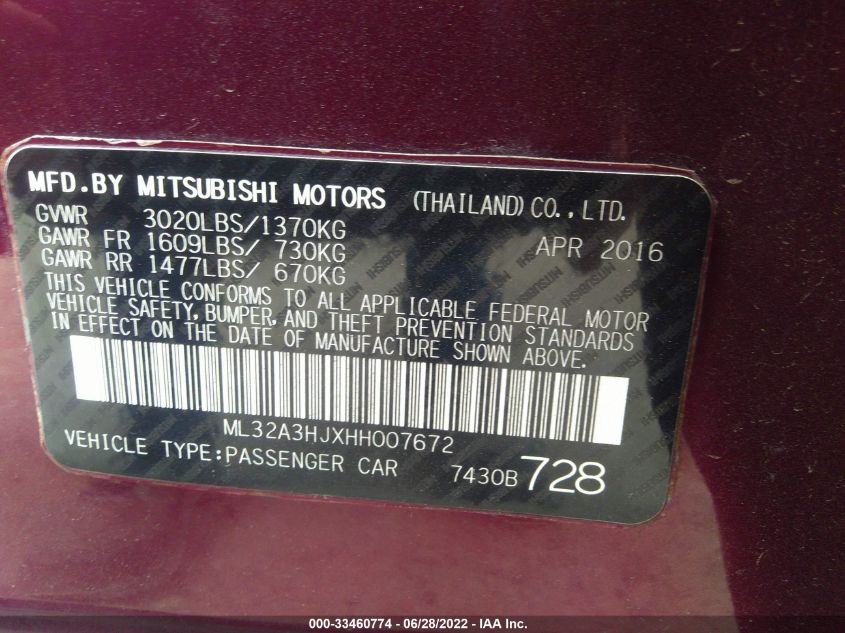 MFD.BY MITSUBISHI MOTORS (THAILAND) CO.,LTD.
GVWR 3020LBS/1370KG
GAWR FR 1609LBS/ 730KG APR 2016
GAWR RR 1477LBS/ 670KG
THIS VEHICLE CONFORMS TO ALL APPLICABLE FEDERAL MOTOR
VEHICLE SAFETY, BUMPER, AND THEFT PREVENTION STANDARDS
IN EFFECT ON THE DATE OF MANUFACTURE SHOWN ABOVE.
ML32A3HJXHH007672
VEHICLE TYPE:PASSENGER CAR 7430B 728
000-33460774 / 06/28/2022 - IAA Inc.